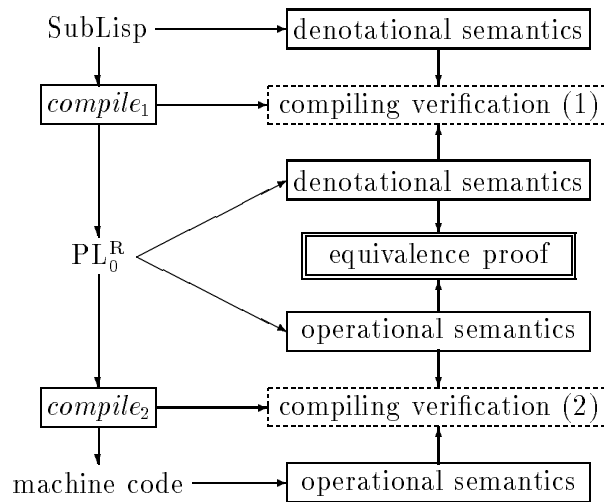 SubLisp denotational semantics
compile₁ compiling verification (1)
denotational semantics
PL₀ᴿ equivalence proof
operational semantics
compile₂ compiling verification (2)
machine code operational semantics